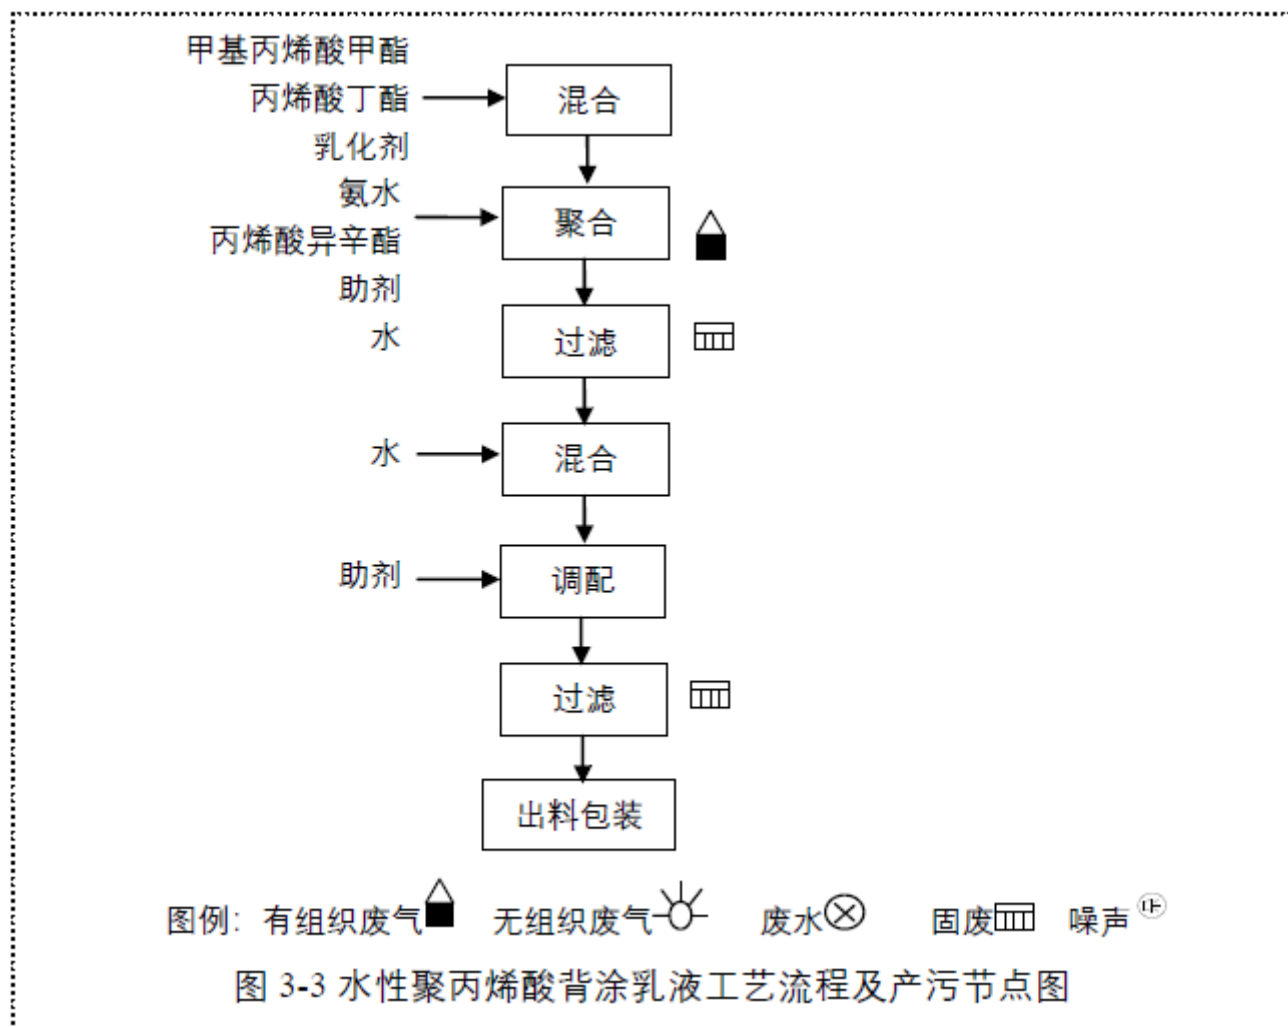 甲基丙烯酸甲酯
丙烯酸丁酯
混合
乳化剂
氨水
聚合
丙烯酸异辛酯
助剂
水
过滤
水
混合
助剂
调配
过滤
出料包装
图例：有组织废气 无组织废气 废水 固废 噪声
图 3-3 水性聚丙烯酸背涂乳液工艺流程及产污节点图